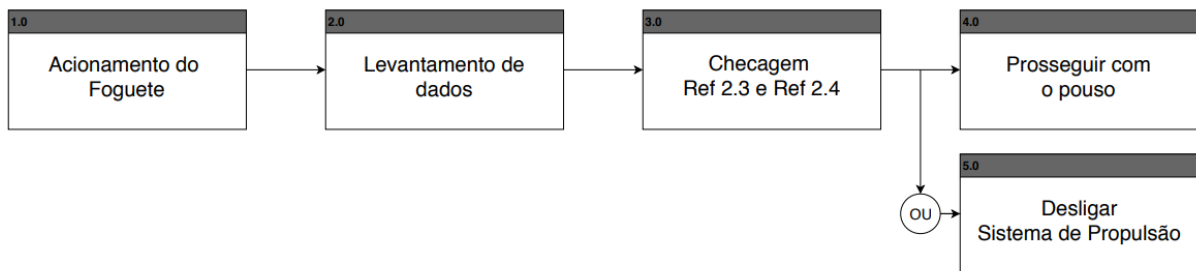 1.0
Acionamento do
Foguete
2.0
Levantamento de
dados
3.0
Checagem
Ref 2.3 e Ref 2.4
4.0
Prosseguir com
o pouso
OU
5.0
Desligar
Sistema de Propulsão